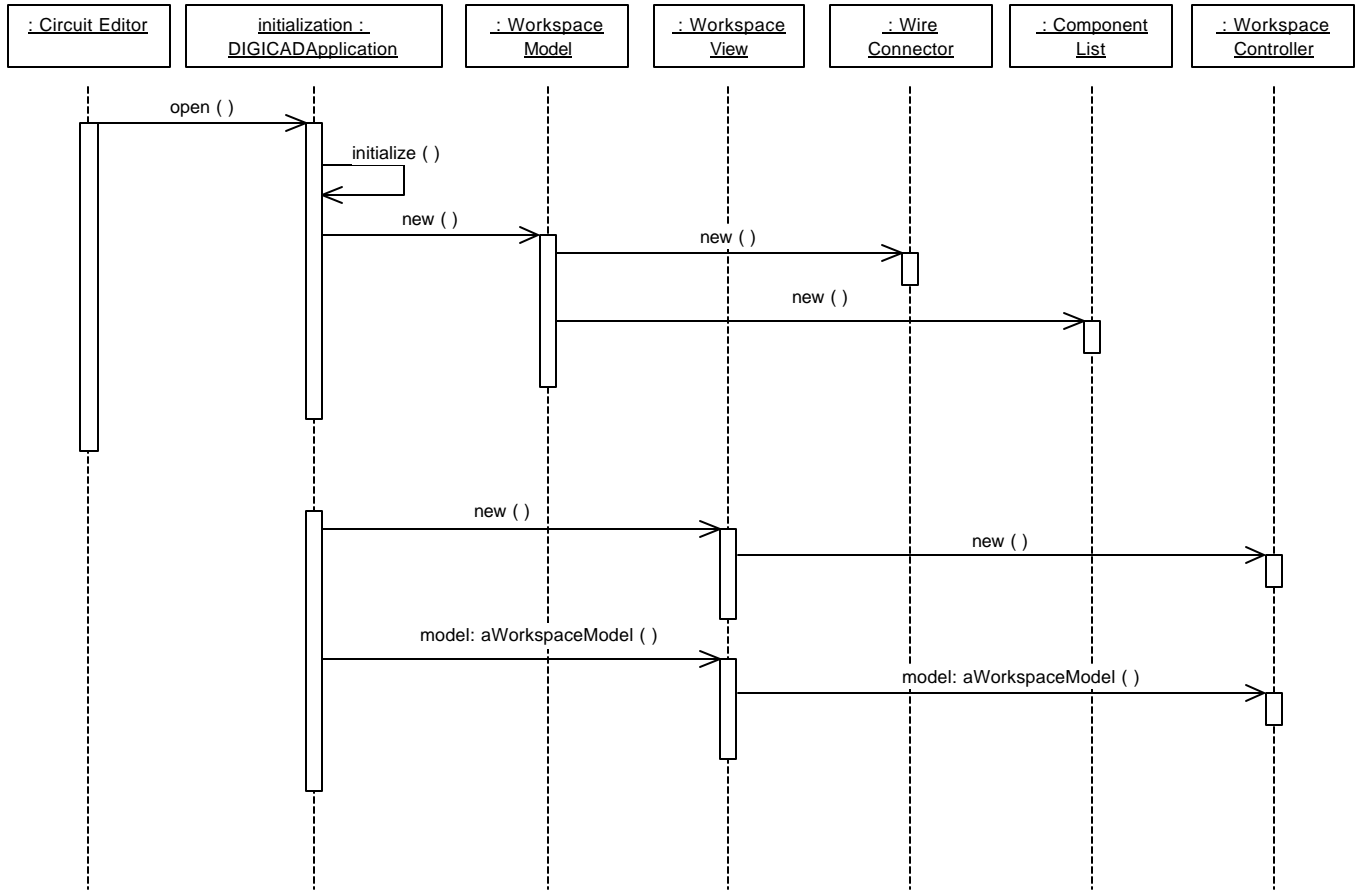 : Circuit Editor
initialization :
DIGICADApplication
: Workspace
Model
: Workspace
View
: Wire
Connector
: Component
List
: Workspace
Controller
open ( )
initialize ( )
new ( )
new ( )
new ( )
new ( )
new ( )
model: aWorkspaceModel ( )
model: aWorkspaceModel ( )